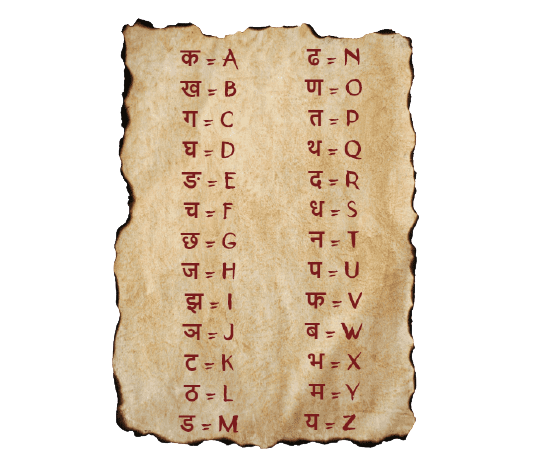 क = A
ख = B
ग = C
घ = D
ङ = E
च = F
छ = G
ज = H
झ = I
ञ = J
ट = K
ठ = L
ड = M
ढ = N
ण = O
त = P
थ = Q
द = R
ध = S
न = T
प = U
फ = V
ब = W
भ = X
म = Y
य = Z